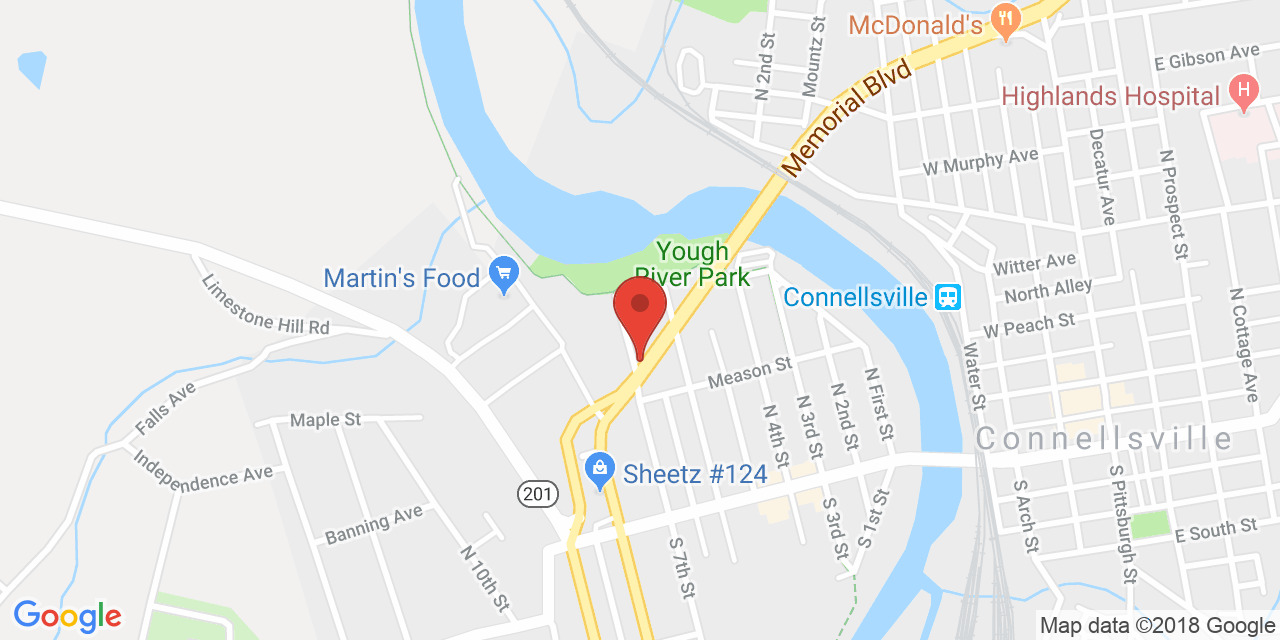 McDonald's
N 2nd St
Mountz St
E Gibson Ave
Memorial Blvd
Highlands Hospital
H
W Murphy Ave
Decatur Ave
N Prospect St
Yough
River Park
Martin's Food
Connellsville
Witter Ave
North Alley
W Peach St
Limestone Hill Rd
N Cottage Ave
Water St
Meason St
N First St
N 2nd St
N 3rd St
N 4th St
Falls Ave
Maple St
Connellsville
Independence Ave
Sheetz #124
201
Banning Ave
S Arch St
S Pittsburgh St
E South St
S 1st St
S 3rd St
S 7th St
N 10th St
Google
Map data ©2018 Google